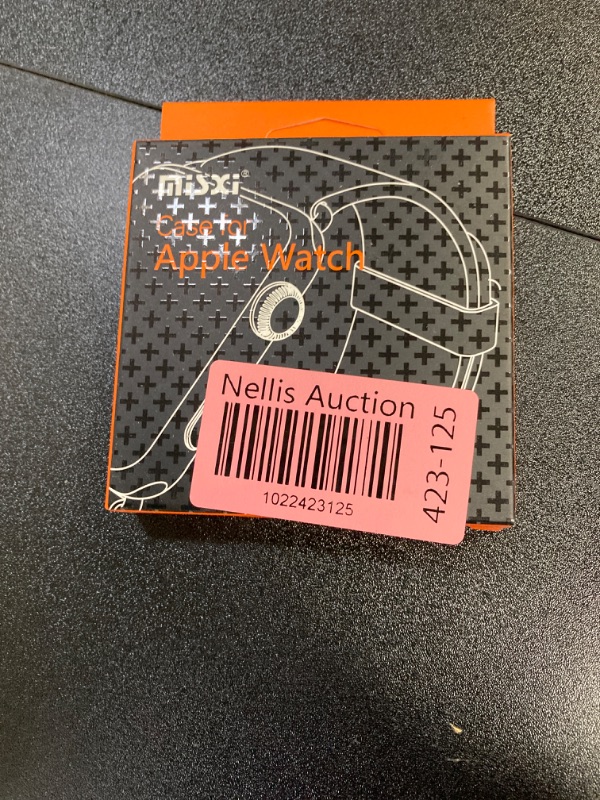 misxi®
Case for
Apple Watch
Nellis Auction
1022423125
423-125